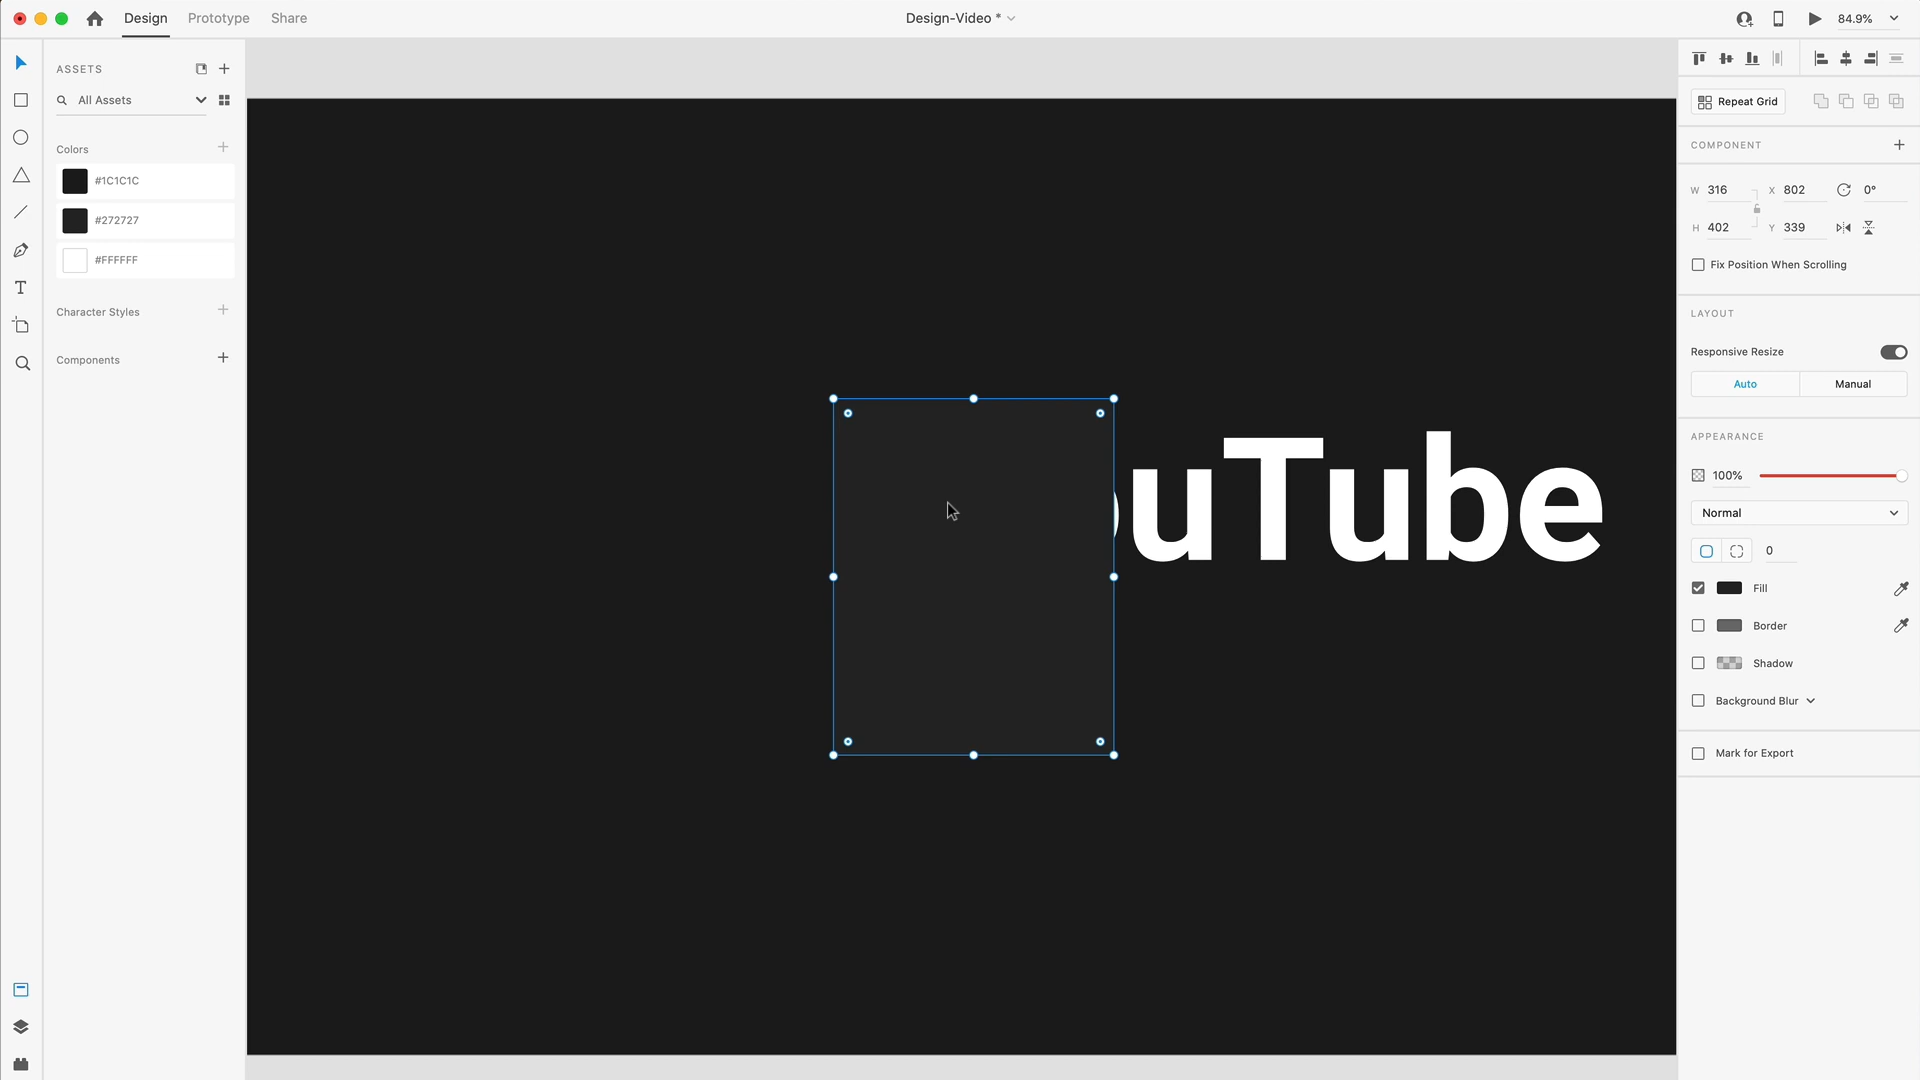 Design Prototype Share Design-Video * 84.9%
ASSETS
All Assets
Colors
#1C1C1C
#272727
#FFFFFF
Character Styles
Components
uTube
Repeat Grid
COMPONENT
W 316 X 802 0°
H 402 Y 339
Fix Position When Scrolling
LAYOUT
Responsive Resize
Auto Manual
APPEARANCE
100%
Normal
0
Fill
Border
Shadow
Background Blur
Mark for Export